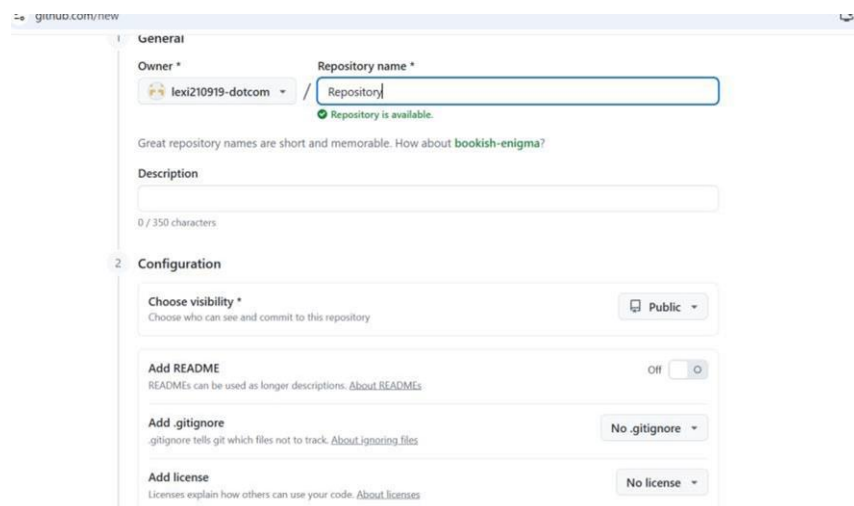 github.com/new
1 General
Owner * Repository name *
lexi210919-dotcom / Repository
Repository is available.
Great repository names are short and memorable. How about bookish-enigma?
Description
0 / 350 characters
2 Configuration
Choose visibility *
Public
Choose who can see and commit to this repository
Add README
Off
READMEs can be used as longer descriptions. About READMEs
Add .gitignore
No .gitignore
.gitignore tells git which files not to track. About ignoring files
Add license
No license
Licenses explain how others can use your code. About licenses